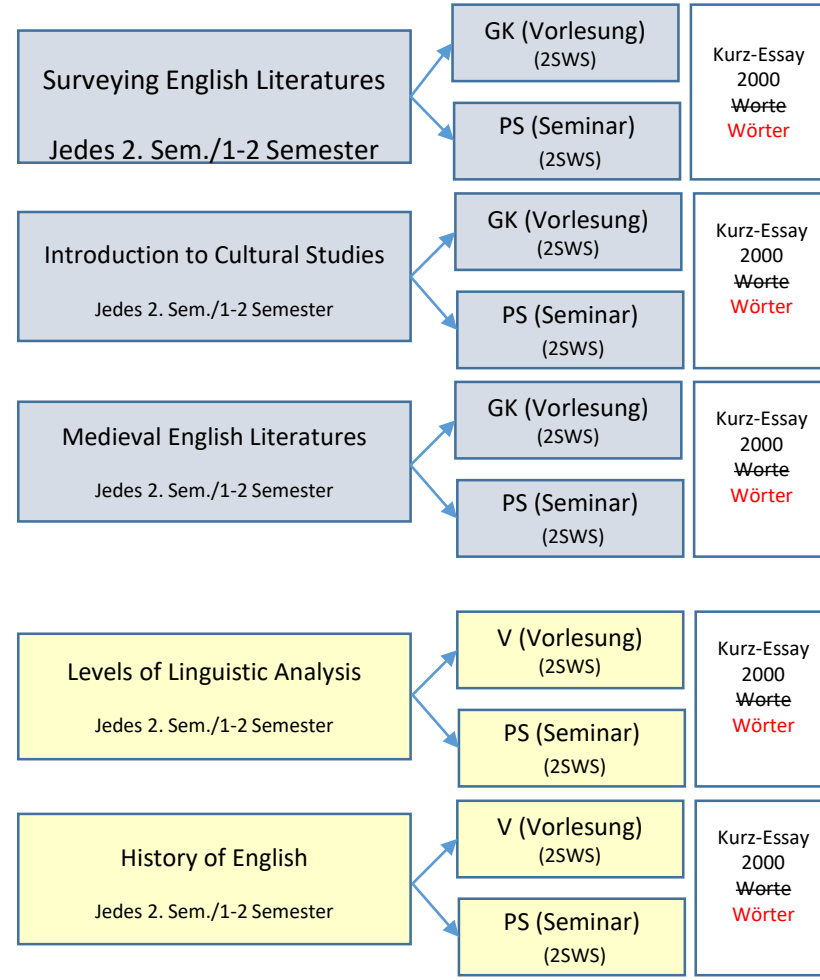 Surveying English Literatures
Jedes 2. Sem./1-2 Semester
GK (Vorlesung)
(2SWS)
PS (Seminar)
(2SWS)
Kurz-Essay
2000
Worte
Wörter
Introduction to Cultural Studies
Jedes 2. Sem./1-2 Semester
GK (Vorlesung)
(2SWS)
PS (Seminar)
(2SWS)
Kurz-Essay
2000
Worte
Wörter
Medieval English Literatures
Jedes 2. Sem./1-2 Semester
GK (Vorlesung)
(2SWS)
PS (Seminar)
(2SWS)
Kurz-Essay
2000
Worte
Wörter
Levels of Linguistic Analysis
Jedes 2. Sem./1-2 Semester
V (Vorlesung)
(2SWS)
PS (Seminar)
(2SWS)
Kurz-Essay
2000
Worte
Wörter
History of English
Jedes 2. Sem./1-2 Semester
V (Vorlesung)
(2SWS)
PS (Seminar)
(2SWS)
Kurz-Essay
2000
Worte
Wörter